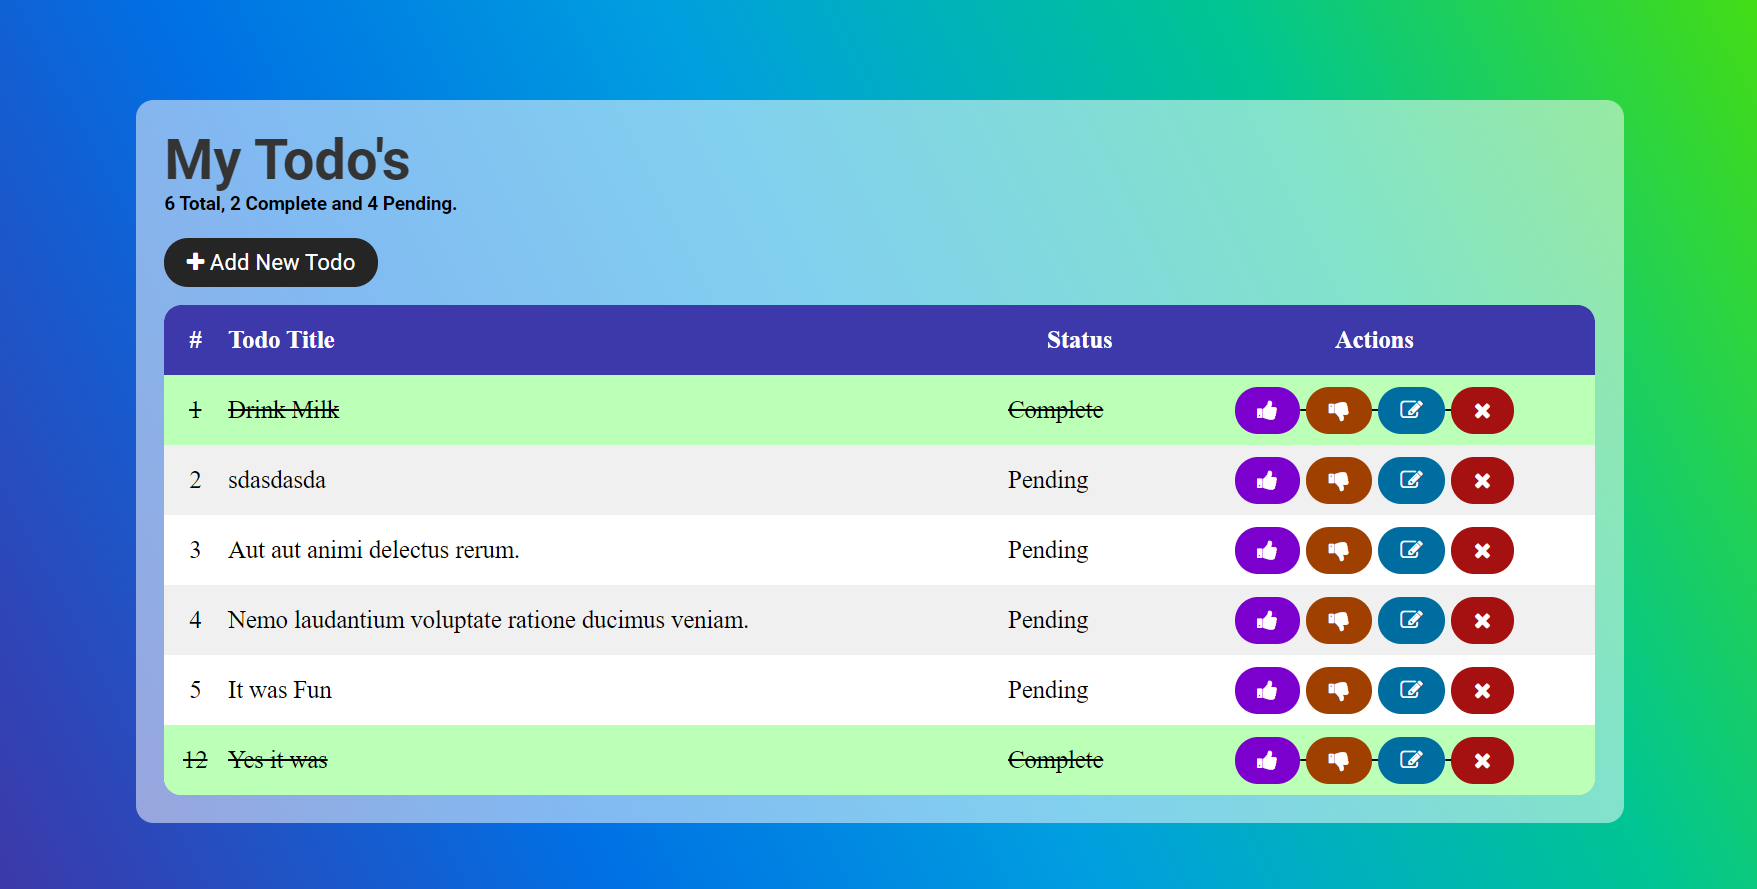 My Todo's
6 Total, 2 Complete and 4 Pending.
Add New Todo
# Todo Title Status Actions
1 Drink Milk Complete
2 sdasdasda Pending
3 Aut aut animi delectus rerum. Pending
4 Nemo laudantium voluptate ratione ducimus veniam. Pending
5 It was Fun Pending
12 Yes it was Complete